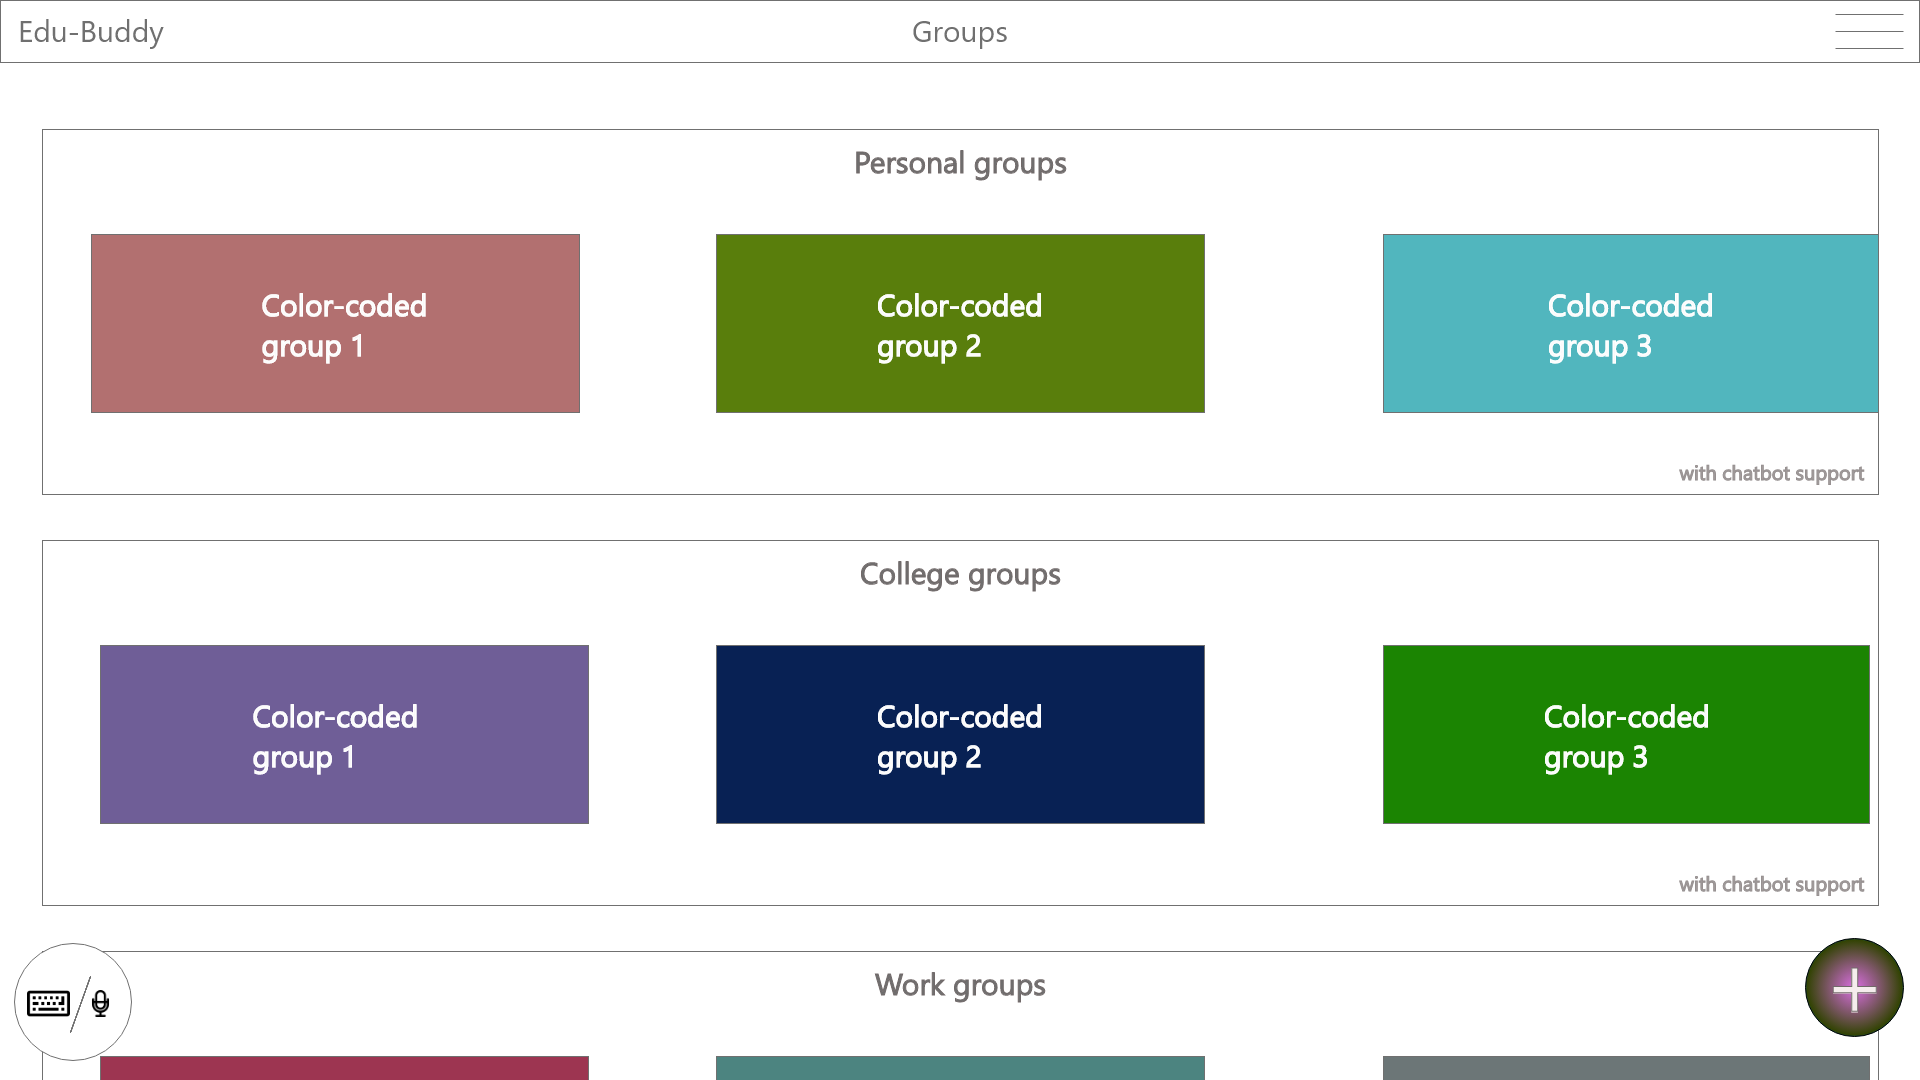 Edu-Buddy
Groups
Personal groups
Color-coded
group 1
Color-coded
group 2
Color-coded
group 3
with chatbot support
College groups
Color-coded
group 1
Color-coded
group 2
Color-coded
group 3
with chatbot support
Work groups